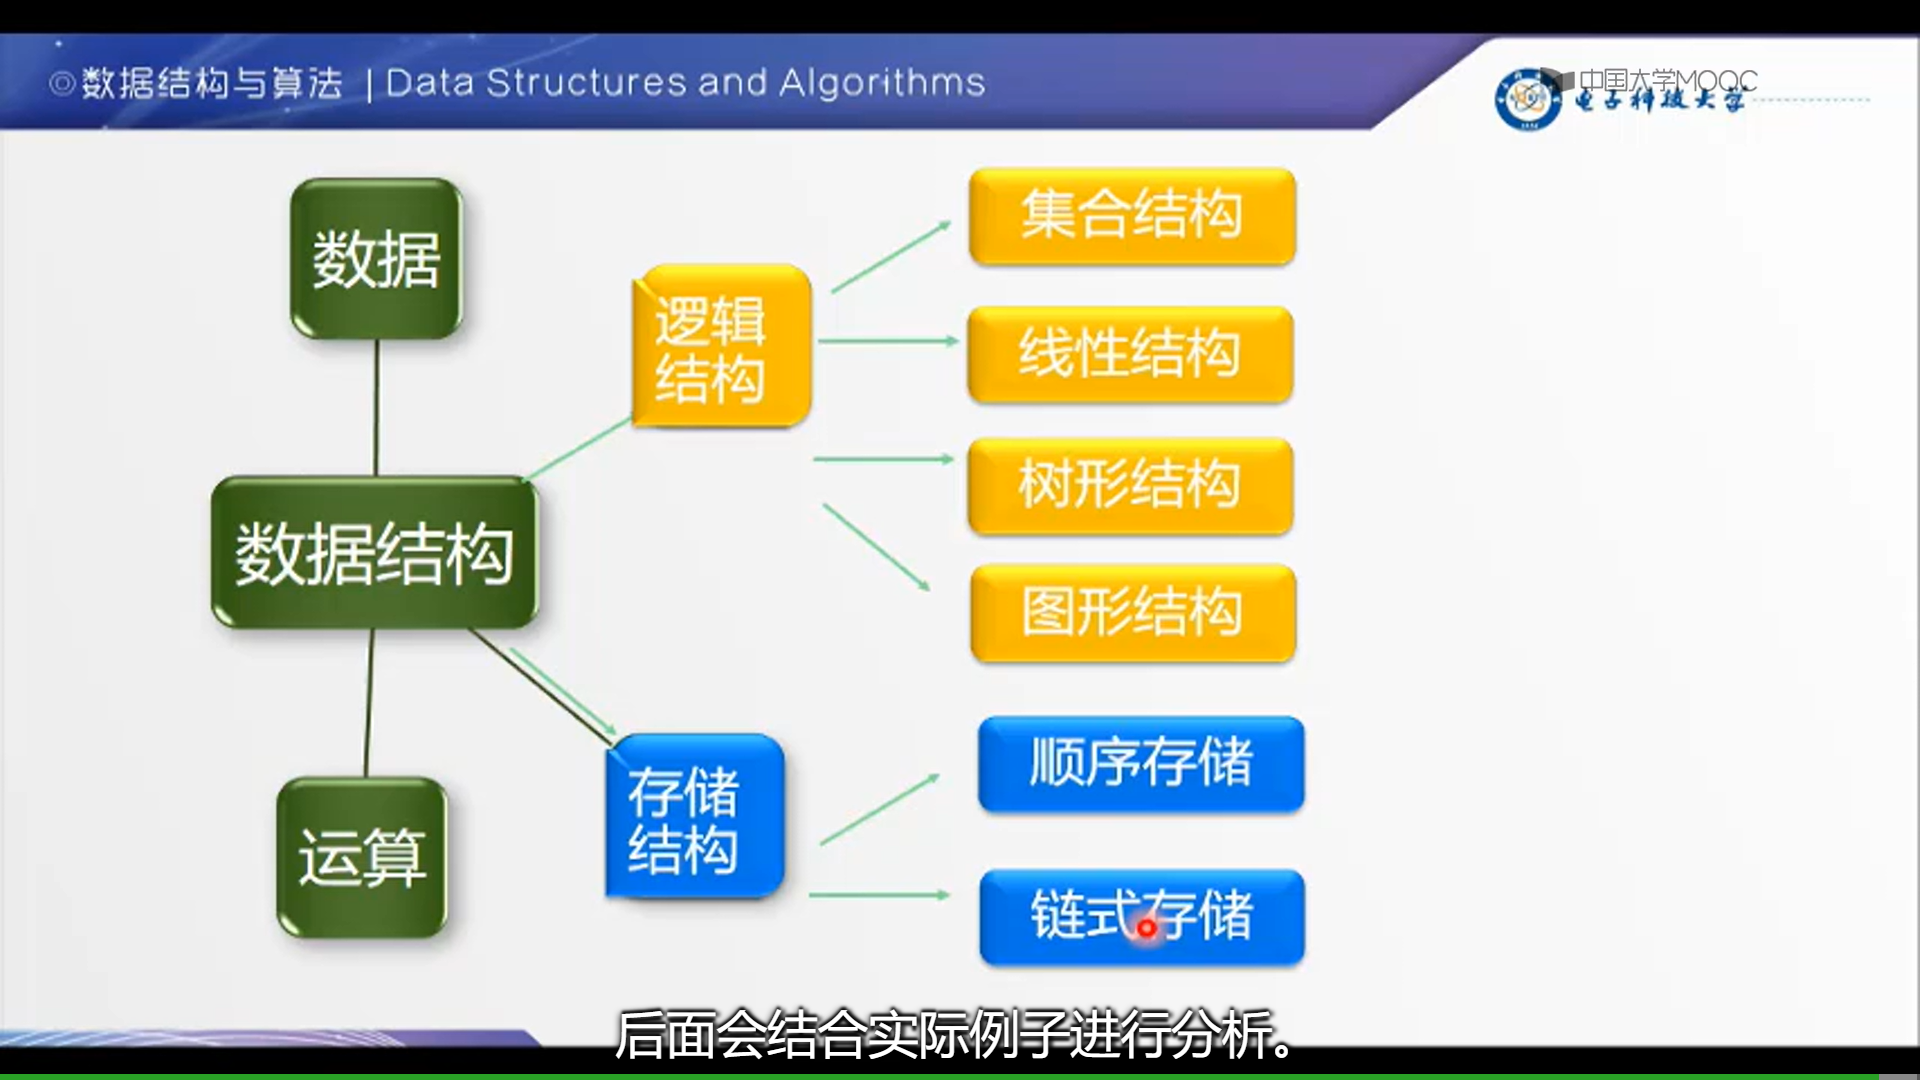 数据结构与算法 | Data Structures and Algorithms
中国大学MOOC
电子科技大学
数据
数据结构
运算
逻辑
结构
集合结构
线性结构
树形结构
图形结构
存储
结构
顺序存储
链式存储
后面会结合实际例子进行分析。